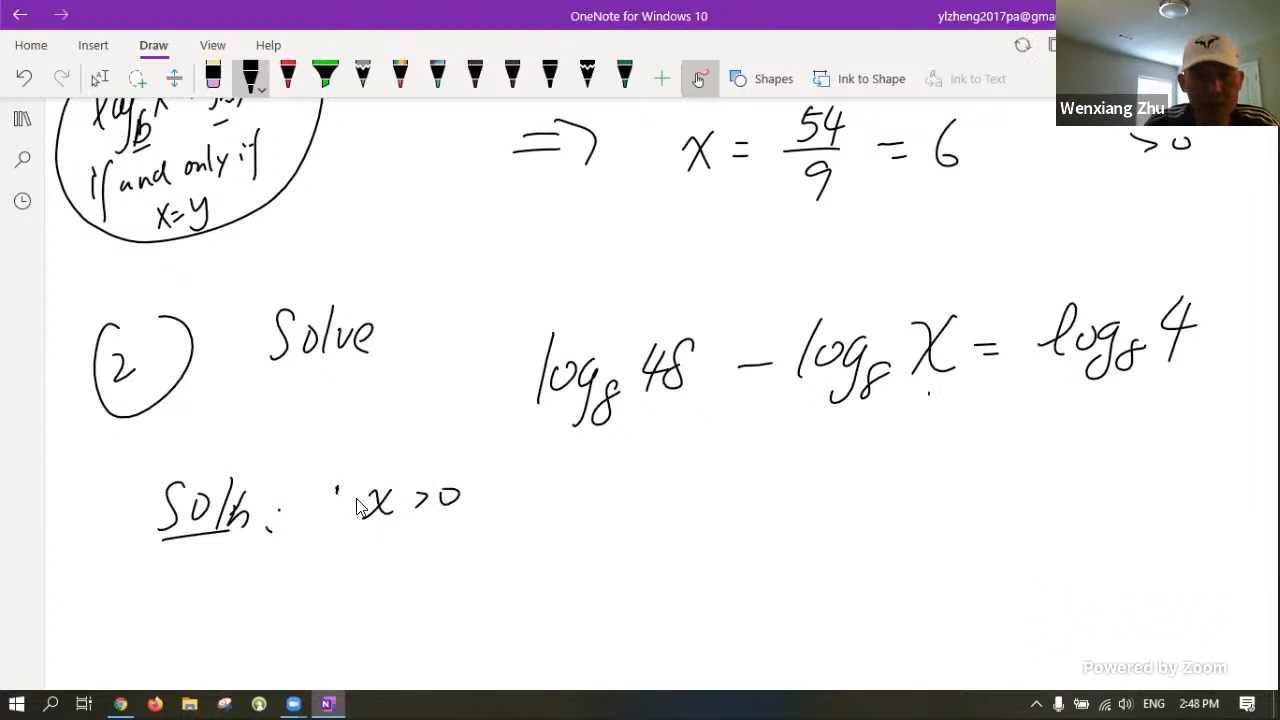 OneNote for Windows 10
ylzheng2017pa@gma
Home Insert Draw View Help
Shapes Ink to Shape Ink to Text
Wenxiang Zhu
log_b x
if and only if
x = y
⟹ x = 54/9 = 6 > 0
② Solve log₈ 48 − log₈ x = log₈ 4
Soln: x > 0
Powered by Zoom
ENG 2:48 PM